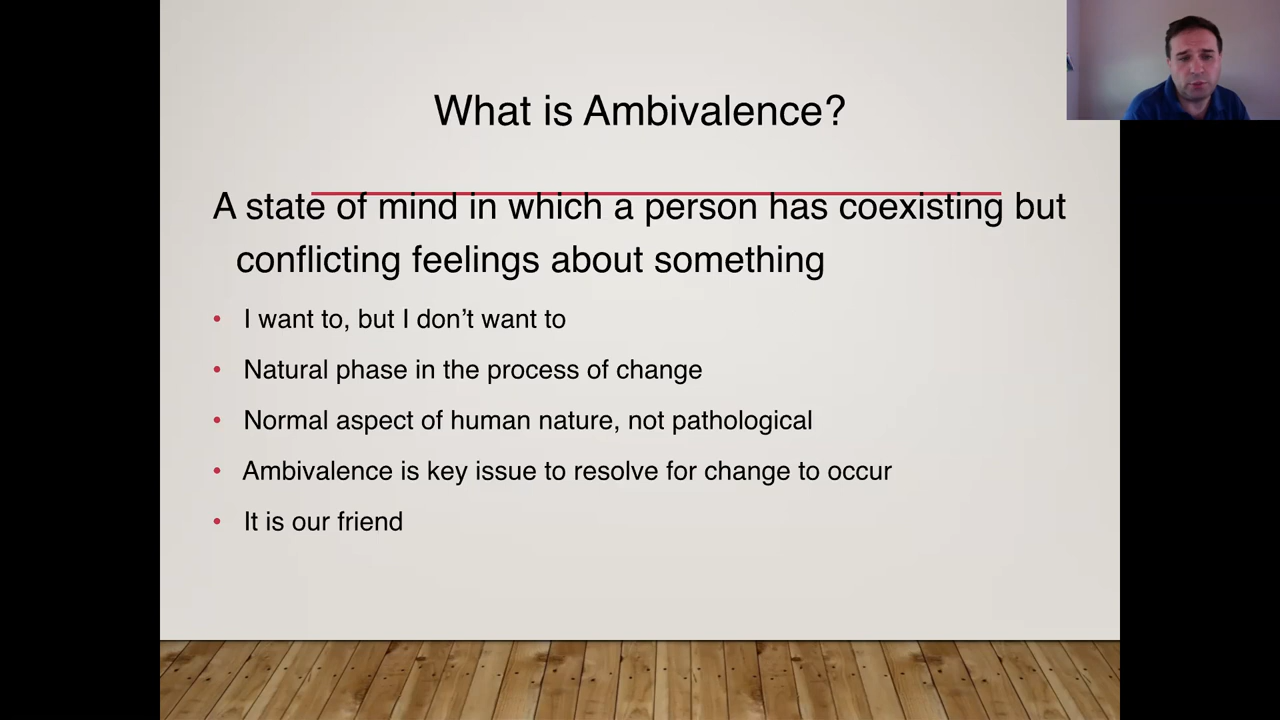 What is Ambivalence?
A state of mind in which a person has coexisting but
conflicting feelings about something
• I want to, but I don’t want to
• Natural phase in the process of change
• Normal aspect of human nature, not pathological
• Ambivalence is key issue to resolve for change to occur
• It is our friend